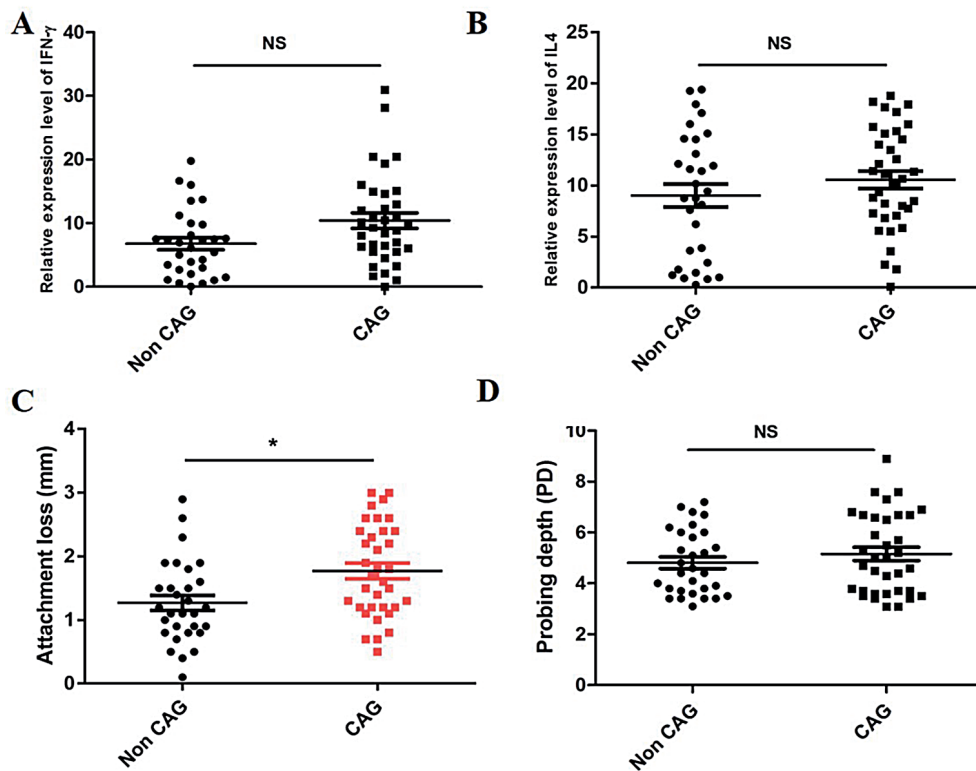 A
Relative expression level of IFN-γ
40
30
20
10
0
NS
Non CAG
CAG
B
Relative expression level of IL4
25
20
15
10
5
0
NS
Non CAG
CAG
C
Attachment loss (mm)
4
3
2
1
0
*
Non CAG
CAG
D
Probing depth (PD)
10
8
6
4
2
0
NS
Non CAG
CAG